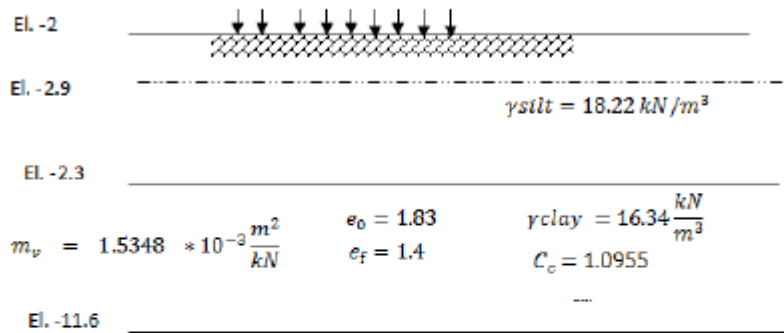 El. -2
El. -2.9
γsilt = 18.22 kN/m³
El. -2.3
m_v = 1.5348 * 10⁻³ m²/kN
e₀ = 1.83
γclay = 16.34 kN/m³
e_f = 1.4
C_c = 1.0955
El. -11.6